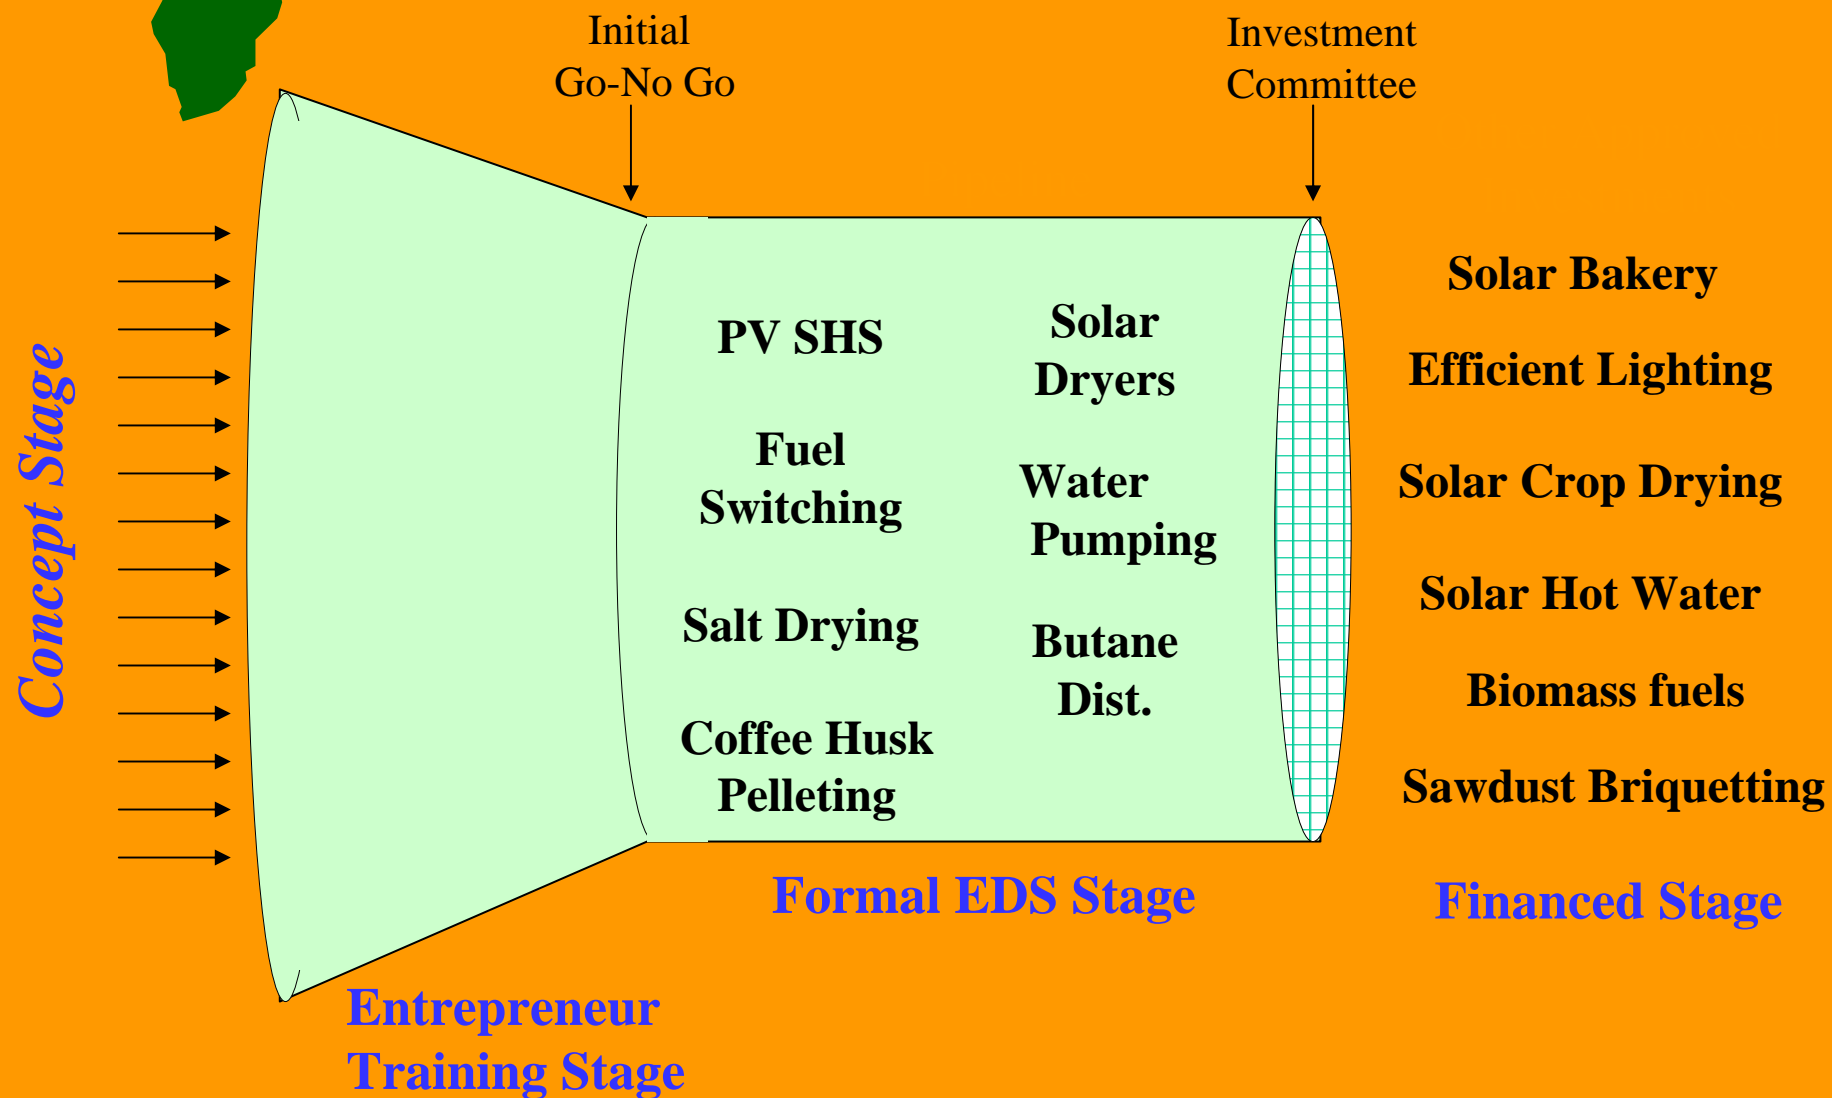 Initial
Go-No Go
Investment
Committee
Concept Stage
PV SHS
Fuel
Switching
Salt Drying
Coffee Husk
Pelleting
Solar
Dryers
Water
Pumping
Butane
Dist.
Solar Bakery
Efficient Lighting
Solar Crop Drying
Solar Hot Water
Biomass fuels
Sawdust Briquetting
Formal EDS Stage
Financed Stage
Entrepreneur
Training Stage